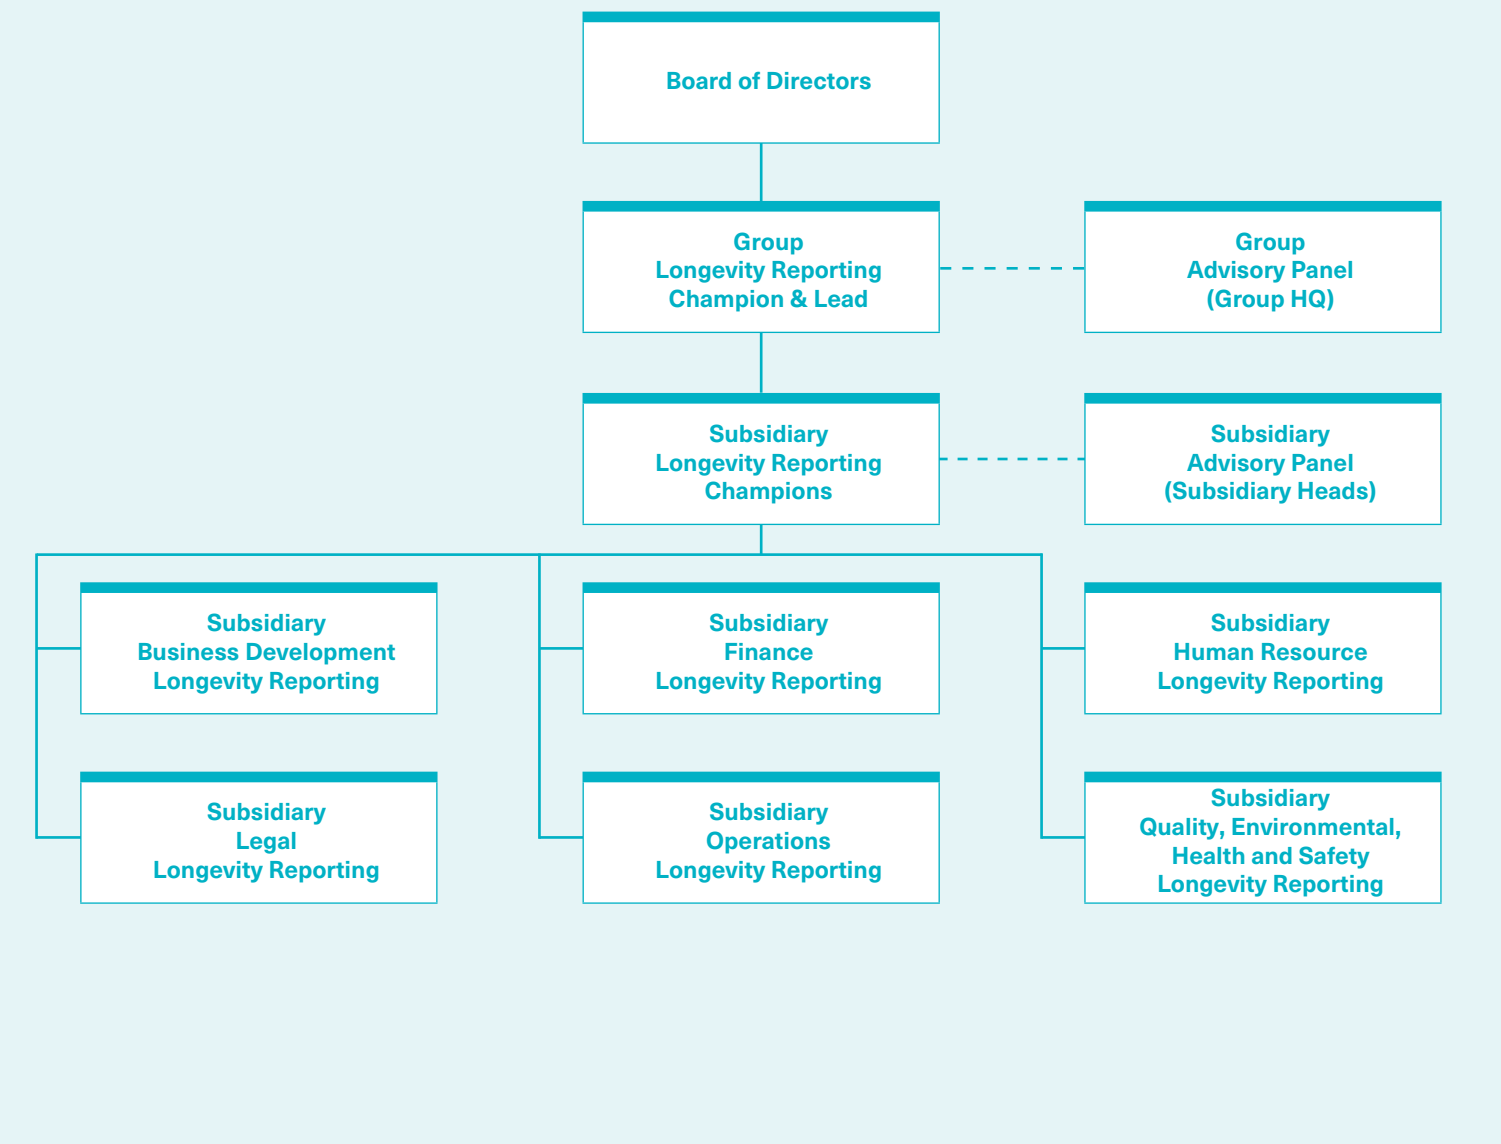 Board of Directors
Group
Longevity Reporting
Champion & Lead
Group
Advisory Panel
(Group HQ)
Subsidiary
Longevity Reporting
Champions
Subsidiary
Advisory Panel
(Subsidiary Heads)
Subsidiary
Business Development
Longevity Reporting
Subsidiary
Finance
Longevity Reporting
Subsidiary
Human Resource
Longevity Reporting
Subsidiary
Legal
Longevity Reporting
Subsidiary
Operations
Longevity Reporting
Subsidiary
Quality, Environmental,
Health and Safety
Longevity Reporting